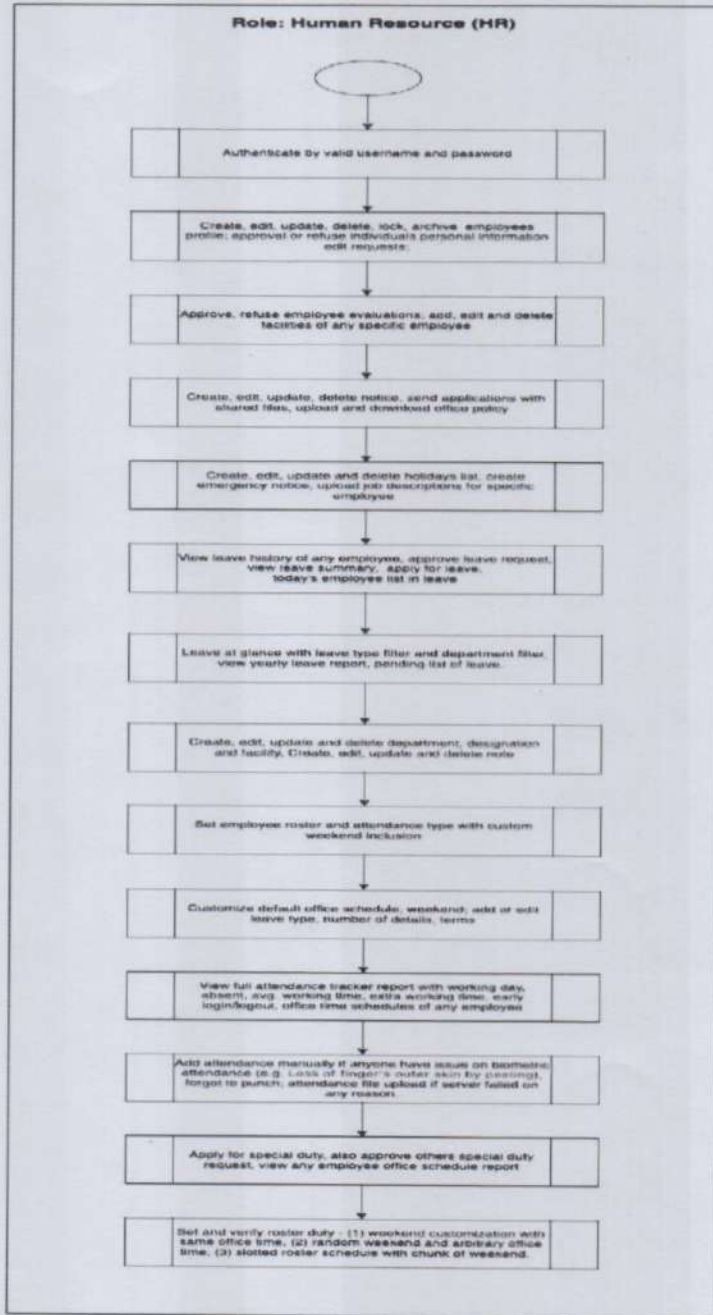 Role: Human Resource (HR)
Authenticate by valid username and password
Create, edit, update, delete, lock, archive employees
profile; approval or refuse individuals personal information
edit requests;
Approve, refuse employee evaluations, add, edit and delete
facilities of any specific employee
Create, edit, update, delete notice, send applications with
shared files, upload and download office policy
Create, edit, update and delete holidays list, create
emergency notice, upload job descriptions for specific
employee
View leave history of any employee, approve leave request,
view leave summary, apply for leave,
today's employee list in leave
Leave at glance with leave type filter and department filter,
view yearly leave report, pending list of leave.
Create, edit, update and delete department, designation
and facility, Create, edit, update and delete note
Set employee roster and attendance type with custom
weekend inclusion
Customize default office schedule, weekend; add or edit
leave type, number of details, terms
View full attendance tracker report with working day,
absent, avg. working time, extra working time, early
login/logout, office time schedules of any employee
Add attendance manually if anyone have issue on biometric
attendance (e.g. Loss of finger's outer skin by peeling),
forgot to punch, attendance file upload if server failed on
any reason
Apply for special duty, also approve others special duty
request, view any employee office schedule report
Set and verify roster duty - (1) weekend customization with
same office time, (2) random weekend and arbitrary office
time, (3) slotted roster schedule with chunk of weekend.